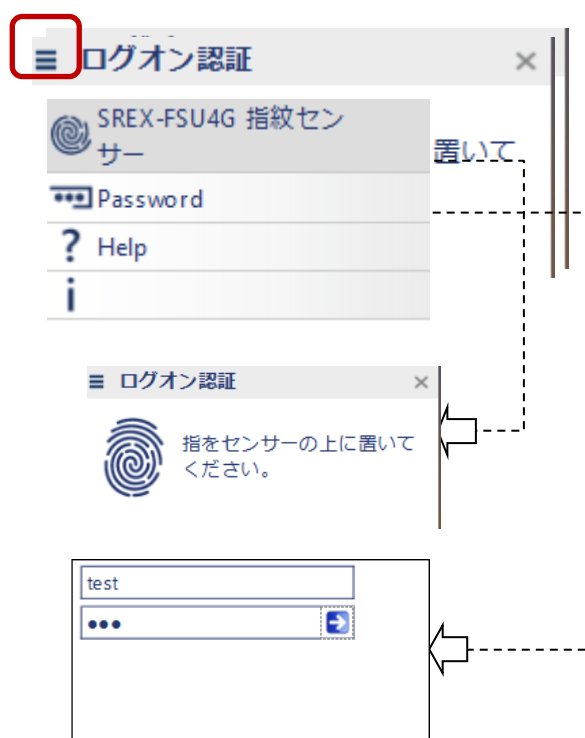 ログオン認証
SREX-FSU4G 指紋セン
サー
置いて
Password
Help
ログオン認証
指をセンサーの上に置いて
ください。
test